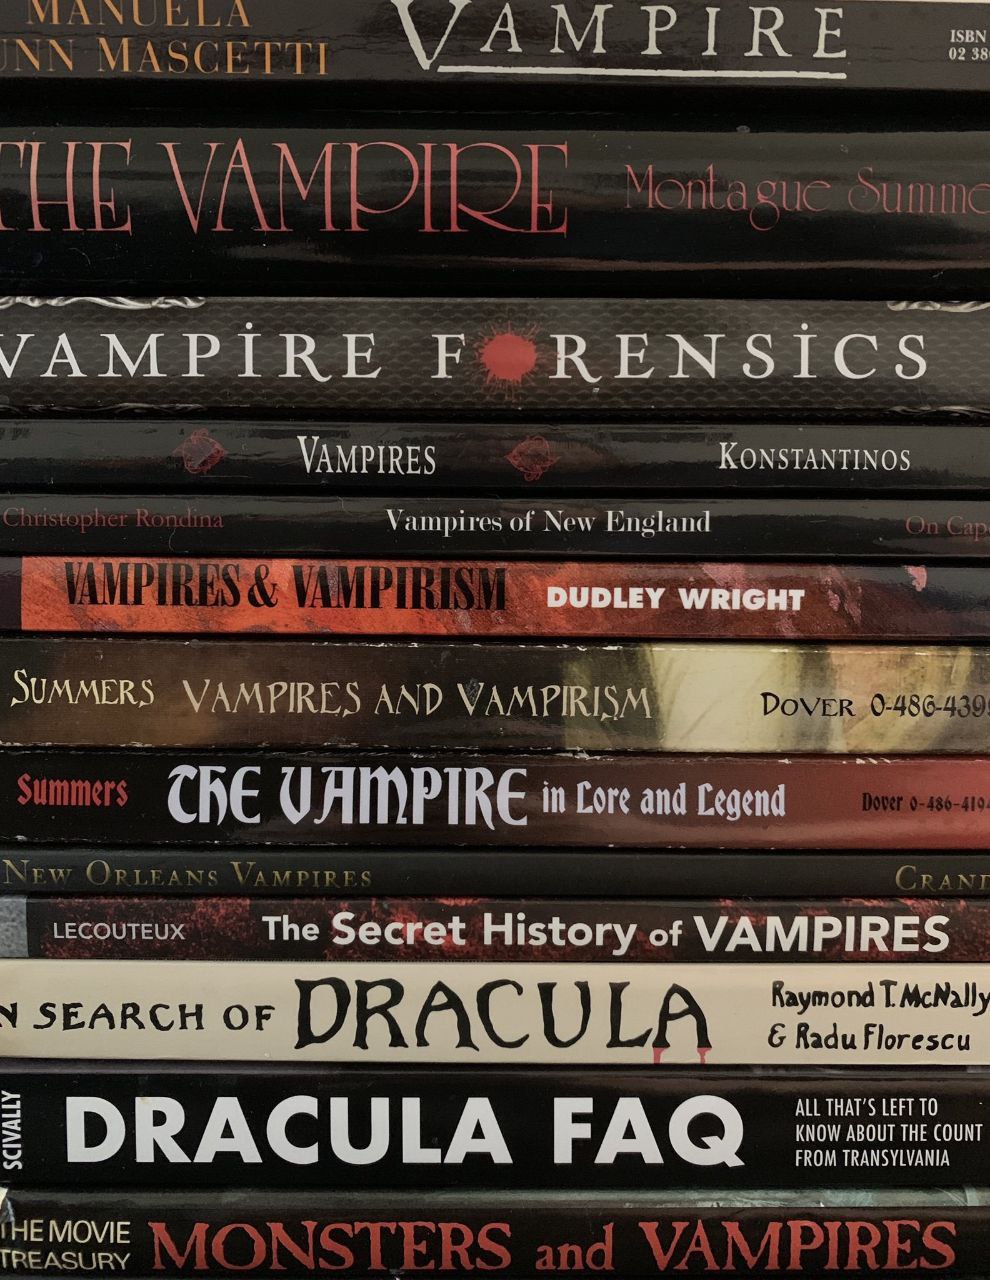 MANUELA
UNN MASCETTI
VAMPIRE
ISBN
02 38
THE VAMPIRE Montague Summe
VAMPIRE FORENSICS
VAMPIRES KONSTANTINOS
Christopher Rondina Vampires of New England On Cap
VAMPIRES & VAMPIRISM DUDLEY WRIGHT
SUMMERS VAMPIRES AND VAMPIRISM DOVER 0-486-439
Summers THE VAMPIRE in Lore and Legend Dover 0-486-419
NEW ORLEANS VAMPIRES CRAND
LECOUTEUX The Secret History of VAMPIRES
N SEARCH OF DRACULA
Raymond T. McNally
& Radu Florescu
SCIVALLY
DRACULA FAQ
ALL THAT'S LEFT TO
KNOW ABOUT THE COUNT
FROM TRANSYLVANIA
THE MOVIE
TREASURY
MONSTERS and VAMPIRES